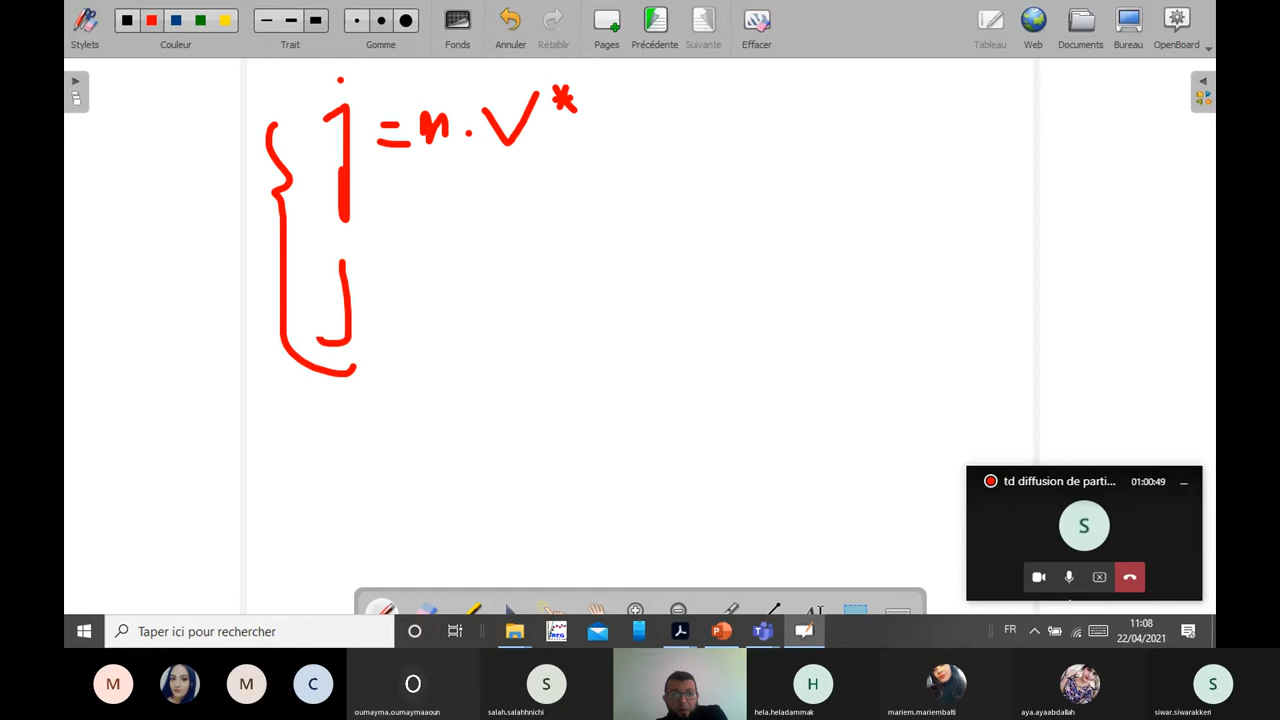 Stylets Couleur Trait Gomme Fonds Annuler Rétablir Pages Précédente Suivante Effacer Tableau Web Documents Bureau OpenBoard
j = n . V *
j
td diffusion de parti... 01:00:49
S
Taper ici pour rechercher
FR
11:08
22/04/2021
M M C O S H S
oumayma.oumaymaaoun salah.salahhnichi hela.heladammak mariem.mariembalti aya.ayaabdallah siwar.siwarakkeri